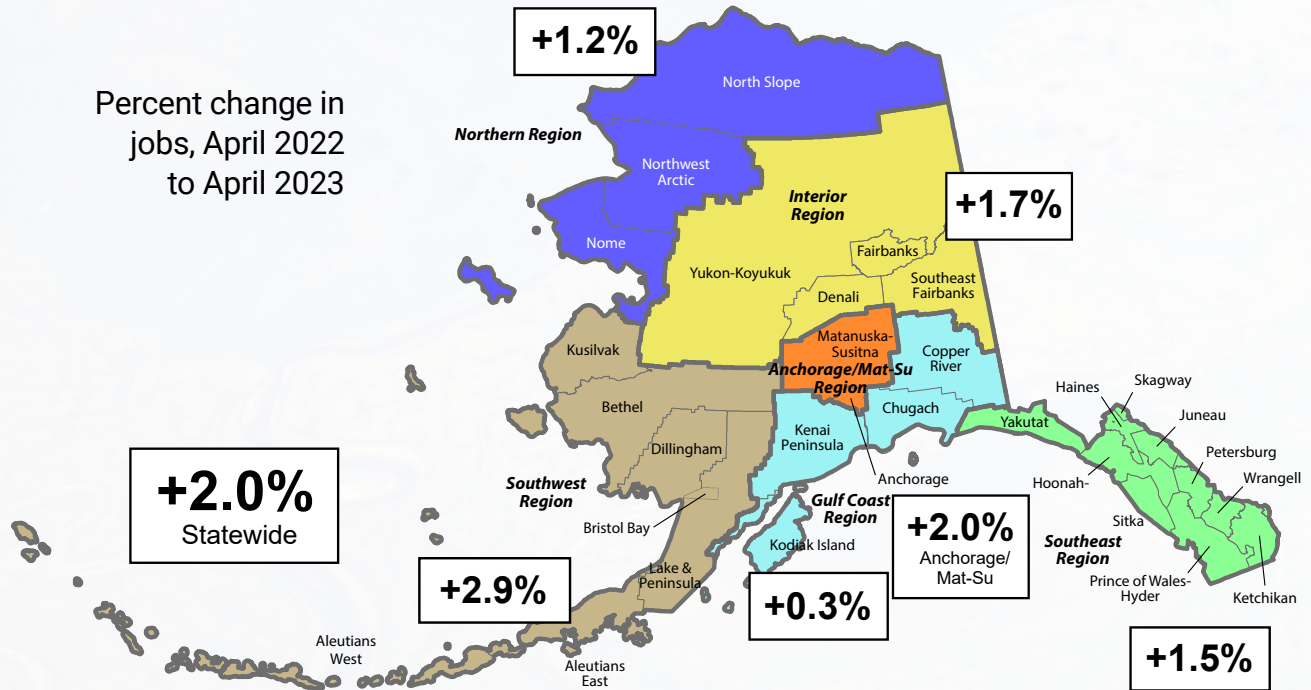 Percent change in
jobs, April 2022
to April 2023
+1.2%
North Slope
Northern Region
Northwest
Arctic
Nome
Interior
Region
+1.7%
Fairbanks
Yukon-Koyukuk
Southeast
Fairbanks
Denali
Kusilvak
Matanuska-
Susitna
Anchorage/Mat-Su
Region
Copper
River
Bethel
Chugach
Kenai
Peninsula
Dillingham
Anchorage
Yakutat
Haines
Skagway
Juneau
Petersburg
Wrangell
Hoonah-
Sitka
Southeast
Region
Prince of Wales-
Hyder
Ketchikan
+2.0%
Statewide
Southwest
Region
Bristol Bay
Gulf Coast
Region
Kodiak Island
+2.0%
Anchorage/
Mat-Su
Lake &
Peninsula
+2.9%
+0.3%
Aleutians
West
Aleutians
East
+1.5%